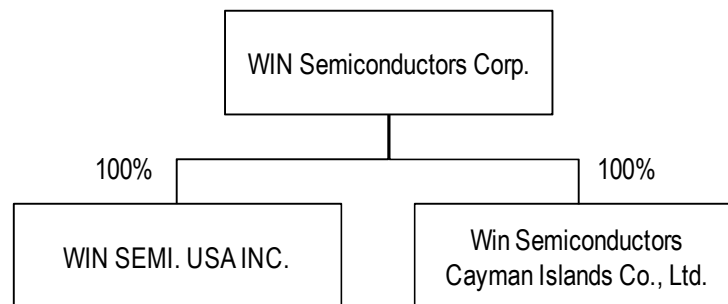 WIN Semiconductors Corp.
100%
100%
WIN SEMI. USA INC.
Win Semiconductors
Cayman Islands Co., Ltd.